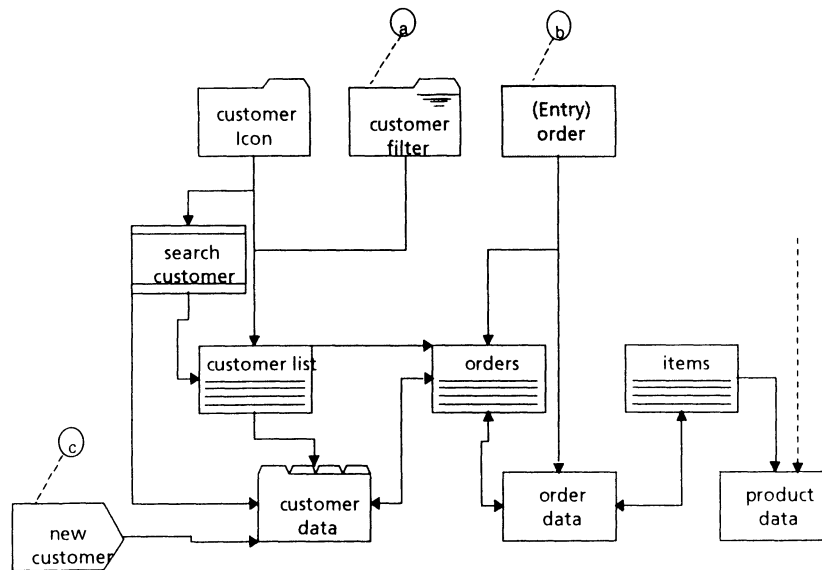 a
b
customer
Icon
customer
filter
(Entry)
order
search
customer
customer list
orders
items
c
customer
data
order
data
product
data
new
customer